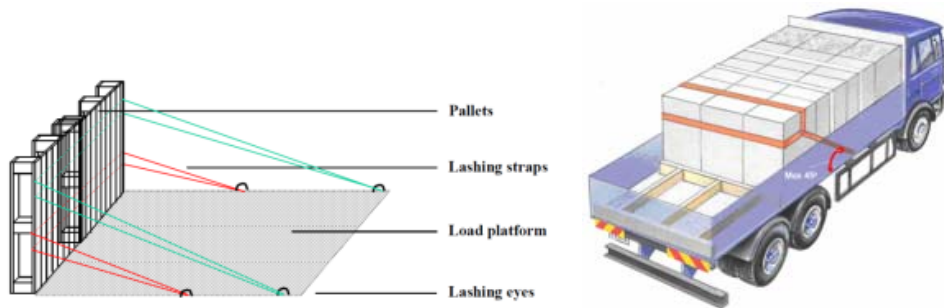 Pallets
Lashing straps
Load platform
Lashing eyes
Max 45°